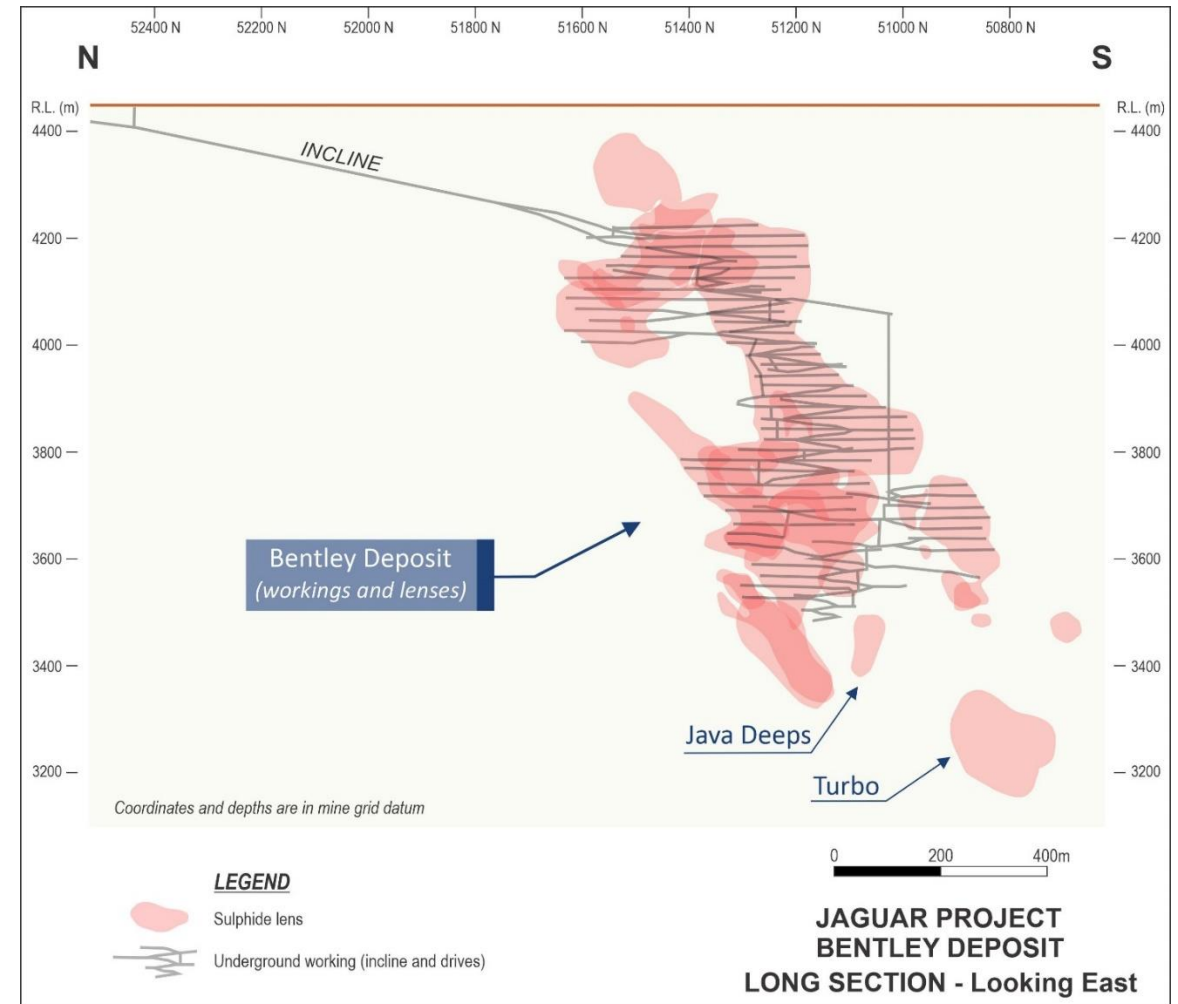 52400 N 52200 N 52000 N 51800 N 51600 N 51400 N 51200 N 51000 N 50800 N
N S
R.L. (m) R.L. (m)
4400 4400
INCLINE
4200 4200
4000 4000
3800 3800
Bentley Deposit
(workings and lenses)
3600 3600
3400 3400
Java Deeps
Turbo
3200 3200
Coordinates and depths are in mine grid datum
0 200 400m
LEGEND
Sulphide lens
Underground working (incline and drives)
JAGUAR PROJECT
BENTLEY DEPOSIT
LONG SECTION - Looking East